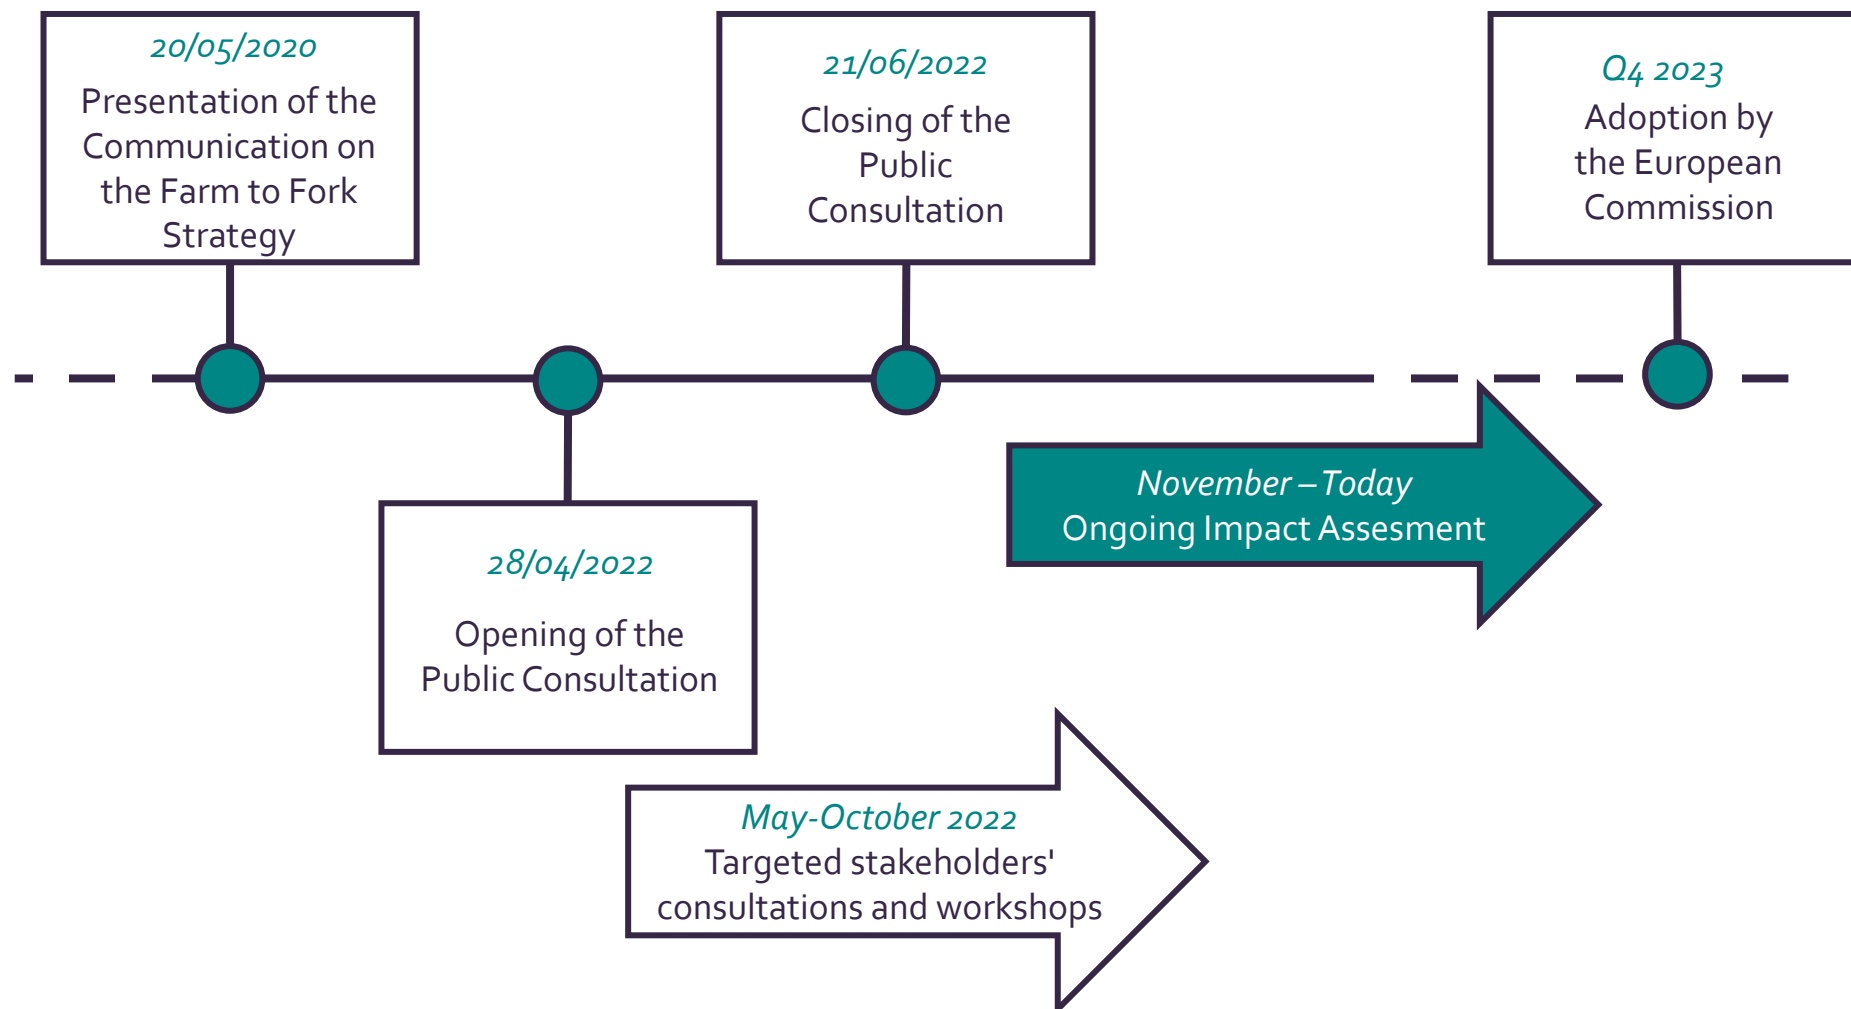 20/05/2020
Presentation of the
Communication on
the Farm to Fork
Strategy
28/04/2022
Opening of the
Public Consultation
21/06/2022
Closing of the
Public
Consultation
May-October 2022
Targeted stakeholders'
consultations and workshops
November – Today
Ongoing Impact Assesment
Q4 2023
Adoption by
the European
Commission